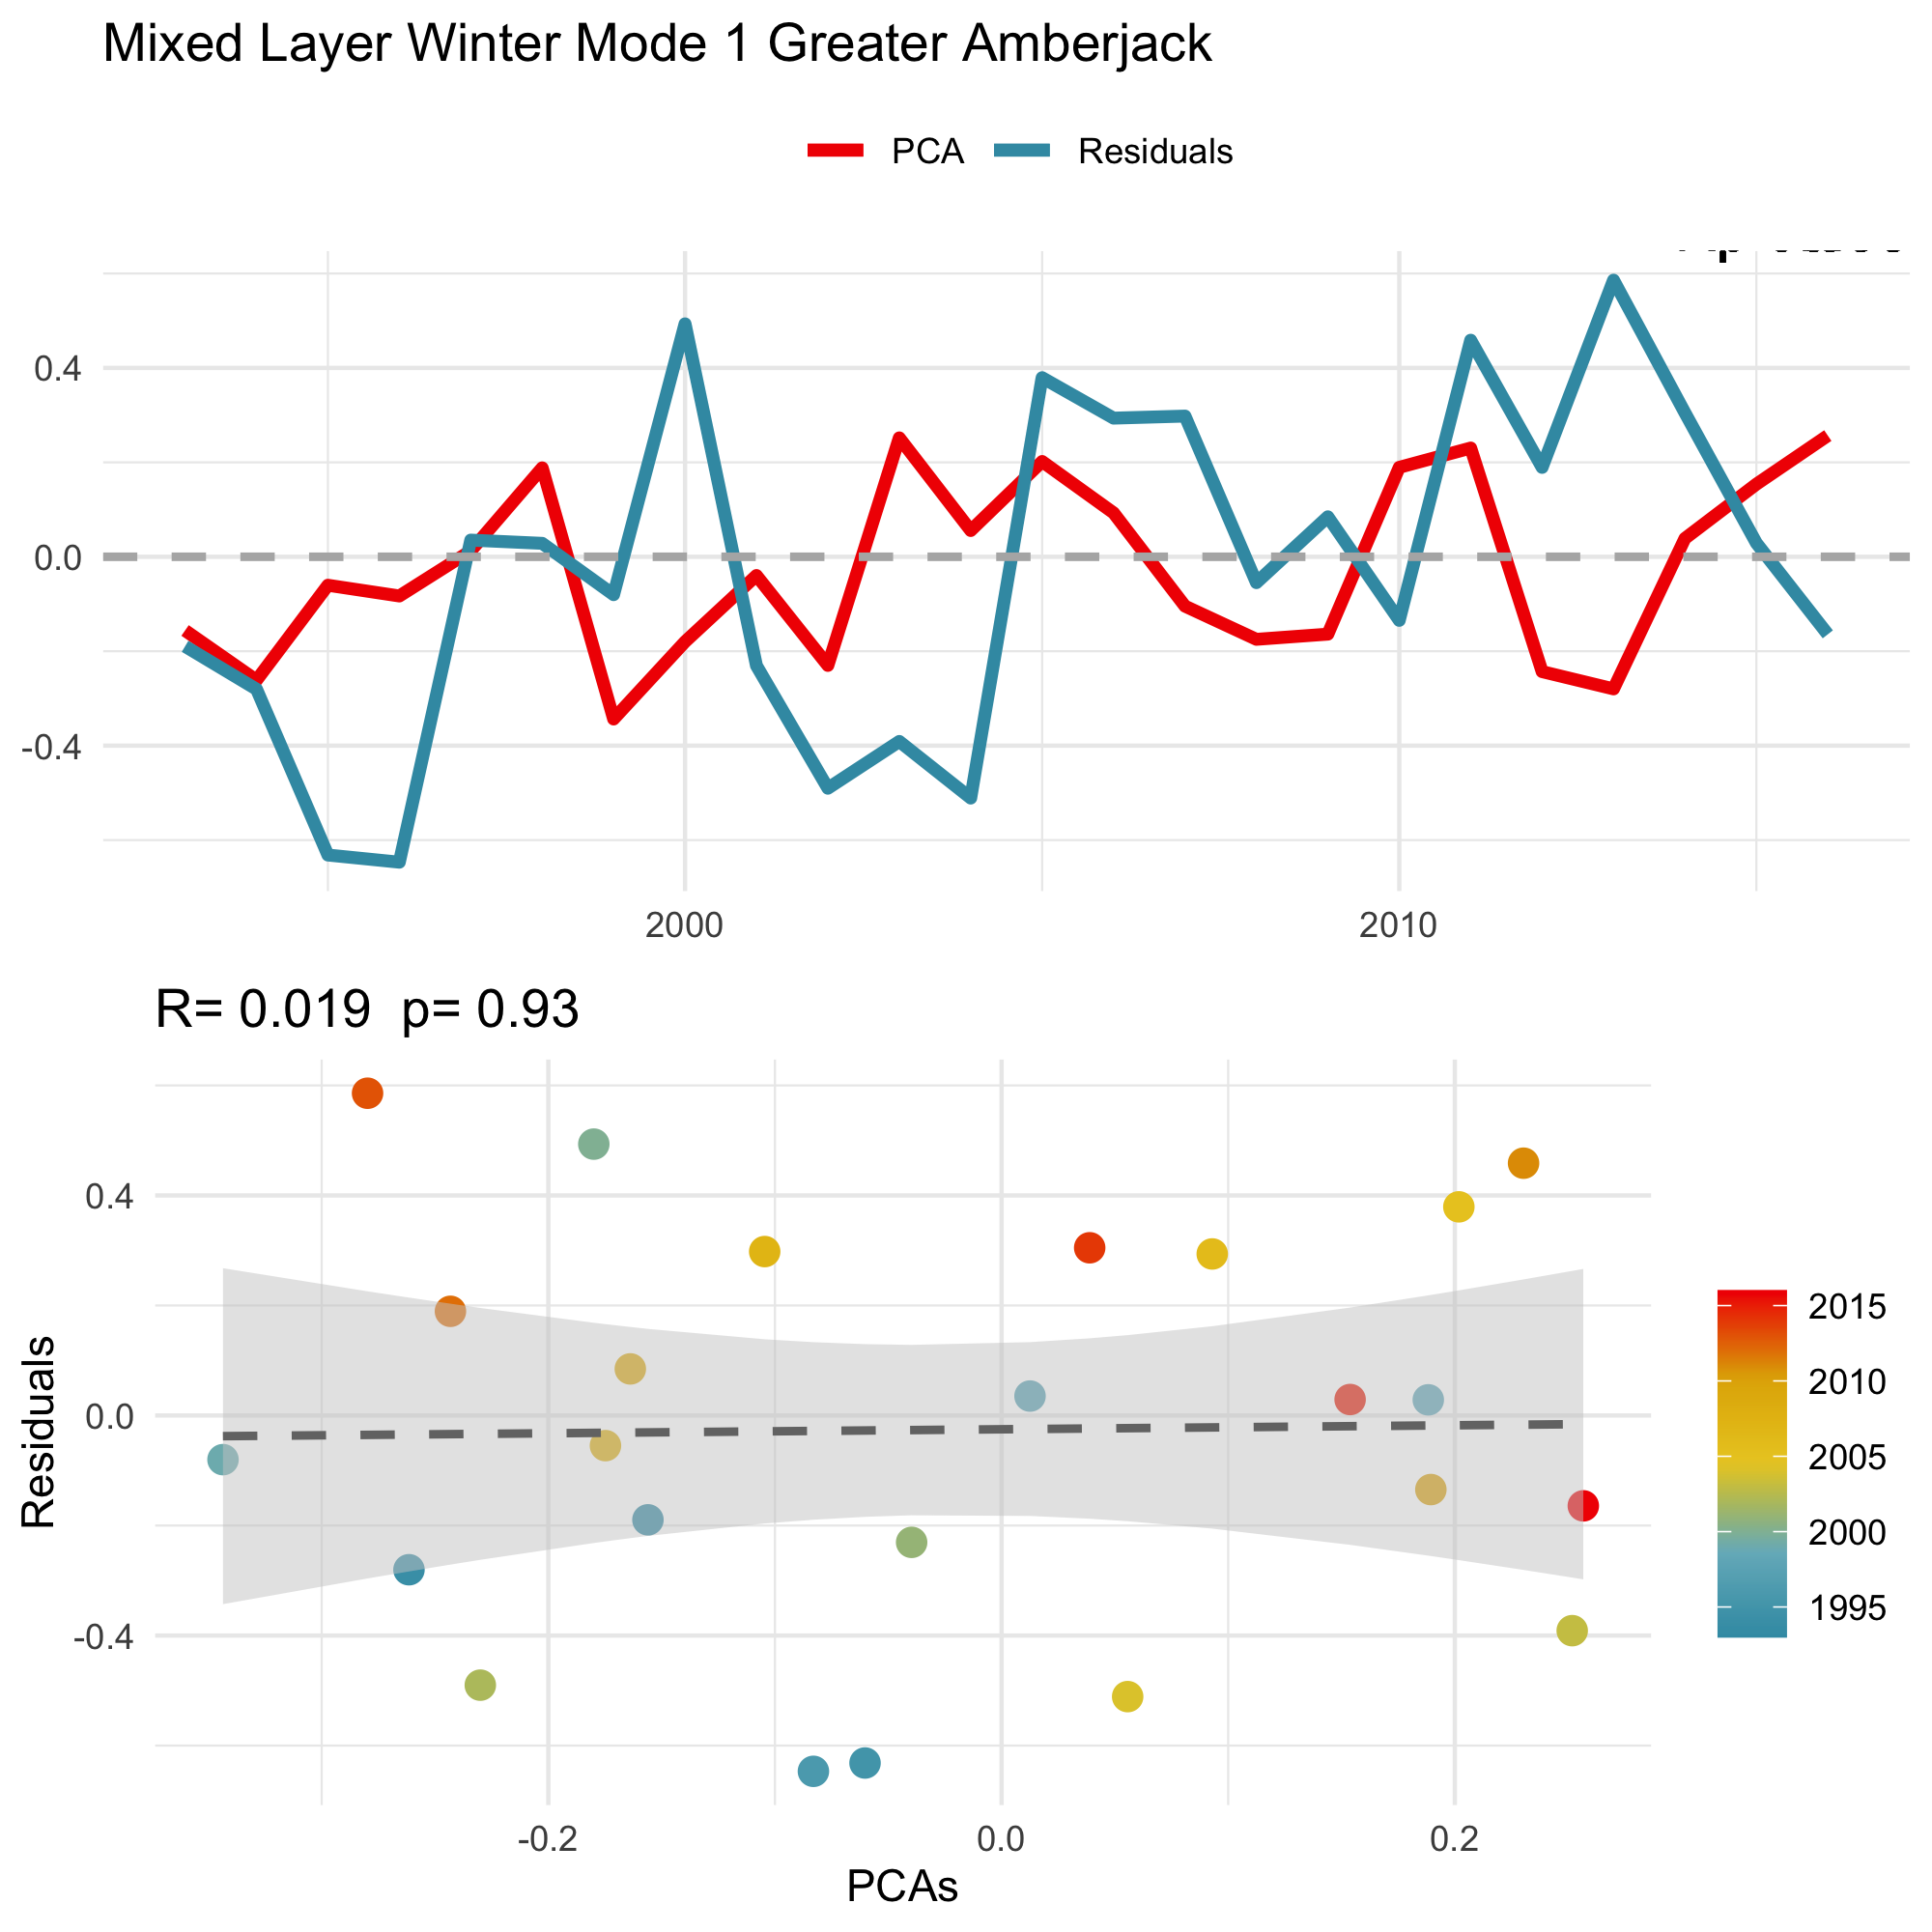 Mixed Layer Winter Mode 1 Greater Amberjack
PCA Residuals
0.4
0.0
-0.4
2000 2010
R= 0.019 p= 0.93
0.4
0.0
-0.4
Residuals
-0.2 0.0 0.2
PCAs
2015
2010
2005
2000
1995